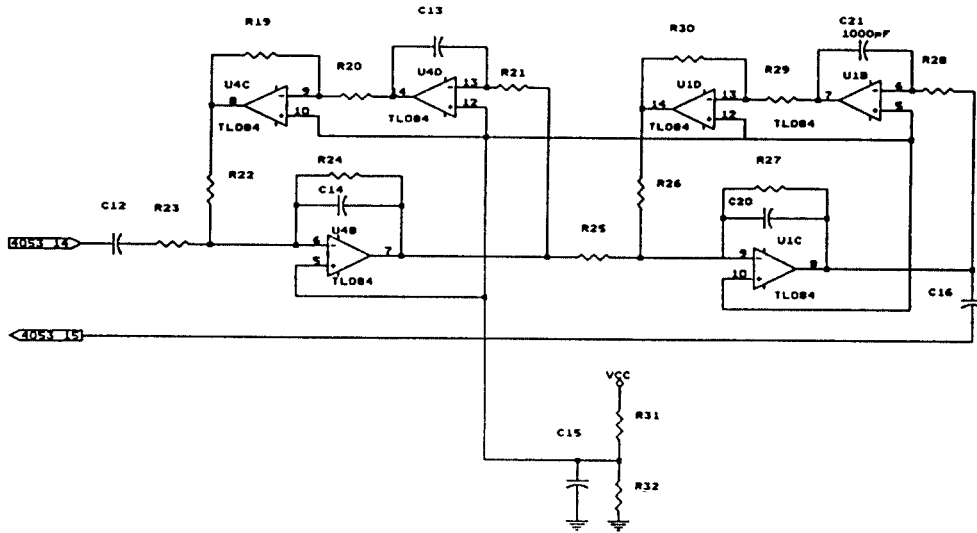 C13
C21
1000pF
R19
R30
R20
U4D
R21
R29
U1B
R28
U4C
U1D
13
6
9
14
12
13
7
5
8
10
14
12
TL084
TL084
TL084
TL084
R24
R27
R22
C14
R26
C20
C12
R23
U4B
R25
U1C
6
7
9
8
4053 14
5
10
TL084
TL084
C16
4053 15
VCC
R31
C15
R32